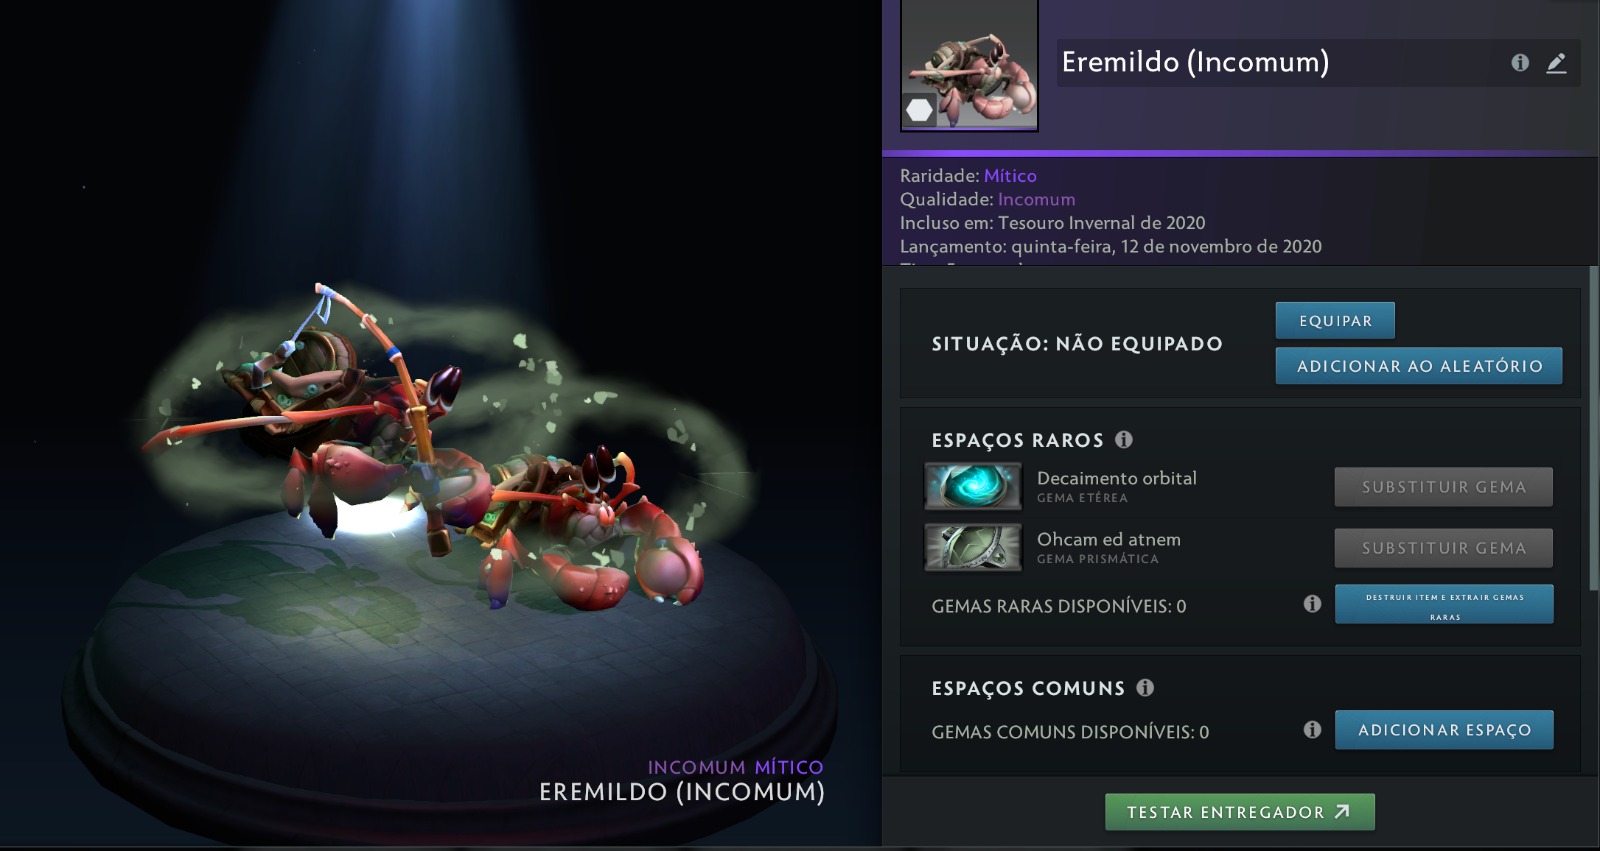 Eremildo (Incomum)
Raridade: Mítico
Qualidade: Incomum
Incluso em: Tesouro Invernal de 2020
Lançamento: quinta-feira, 12 de novembro de 2020
SITUAÇÃO: NÃO EQUIPADO
EQUIPAR
ADICIONAR AO ALEATÓRIO
ESPAÇOS RAROS
Decaimento orbital
GEMA ETÉREA
SUBSTITUIR GEMA
Ohcam ed atnem
GEMA PRISMÁTICA
SUBSTITUIR GEMA
GEMAS RARAS DISPONÍVEIS: 0
DESTRUIR ITEM E EXTRAIR GEMAS
RARAS
ESPAÇOS COMUNS
GEMAS COMUNS DISPONÍVEIS: 0
ADICIONAR ESPAÇO
TESTAR ENTREGADOR
INCOMUM MÍTICO
EREMILDO (INCOMUM)